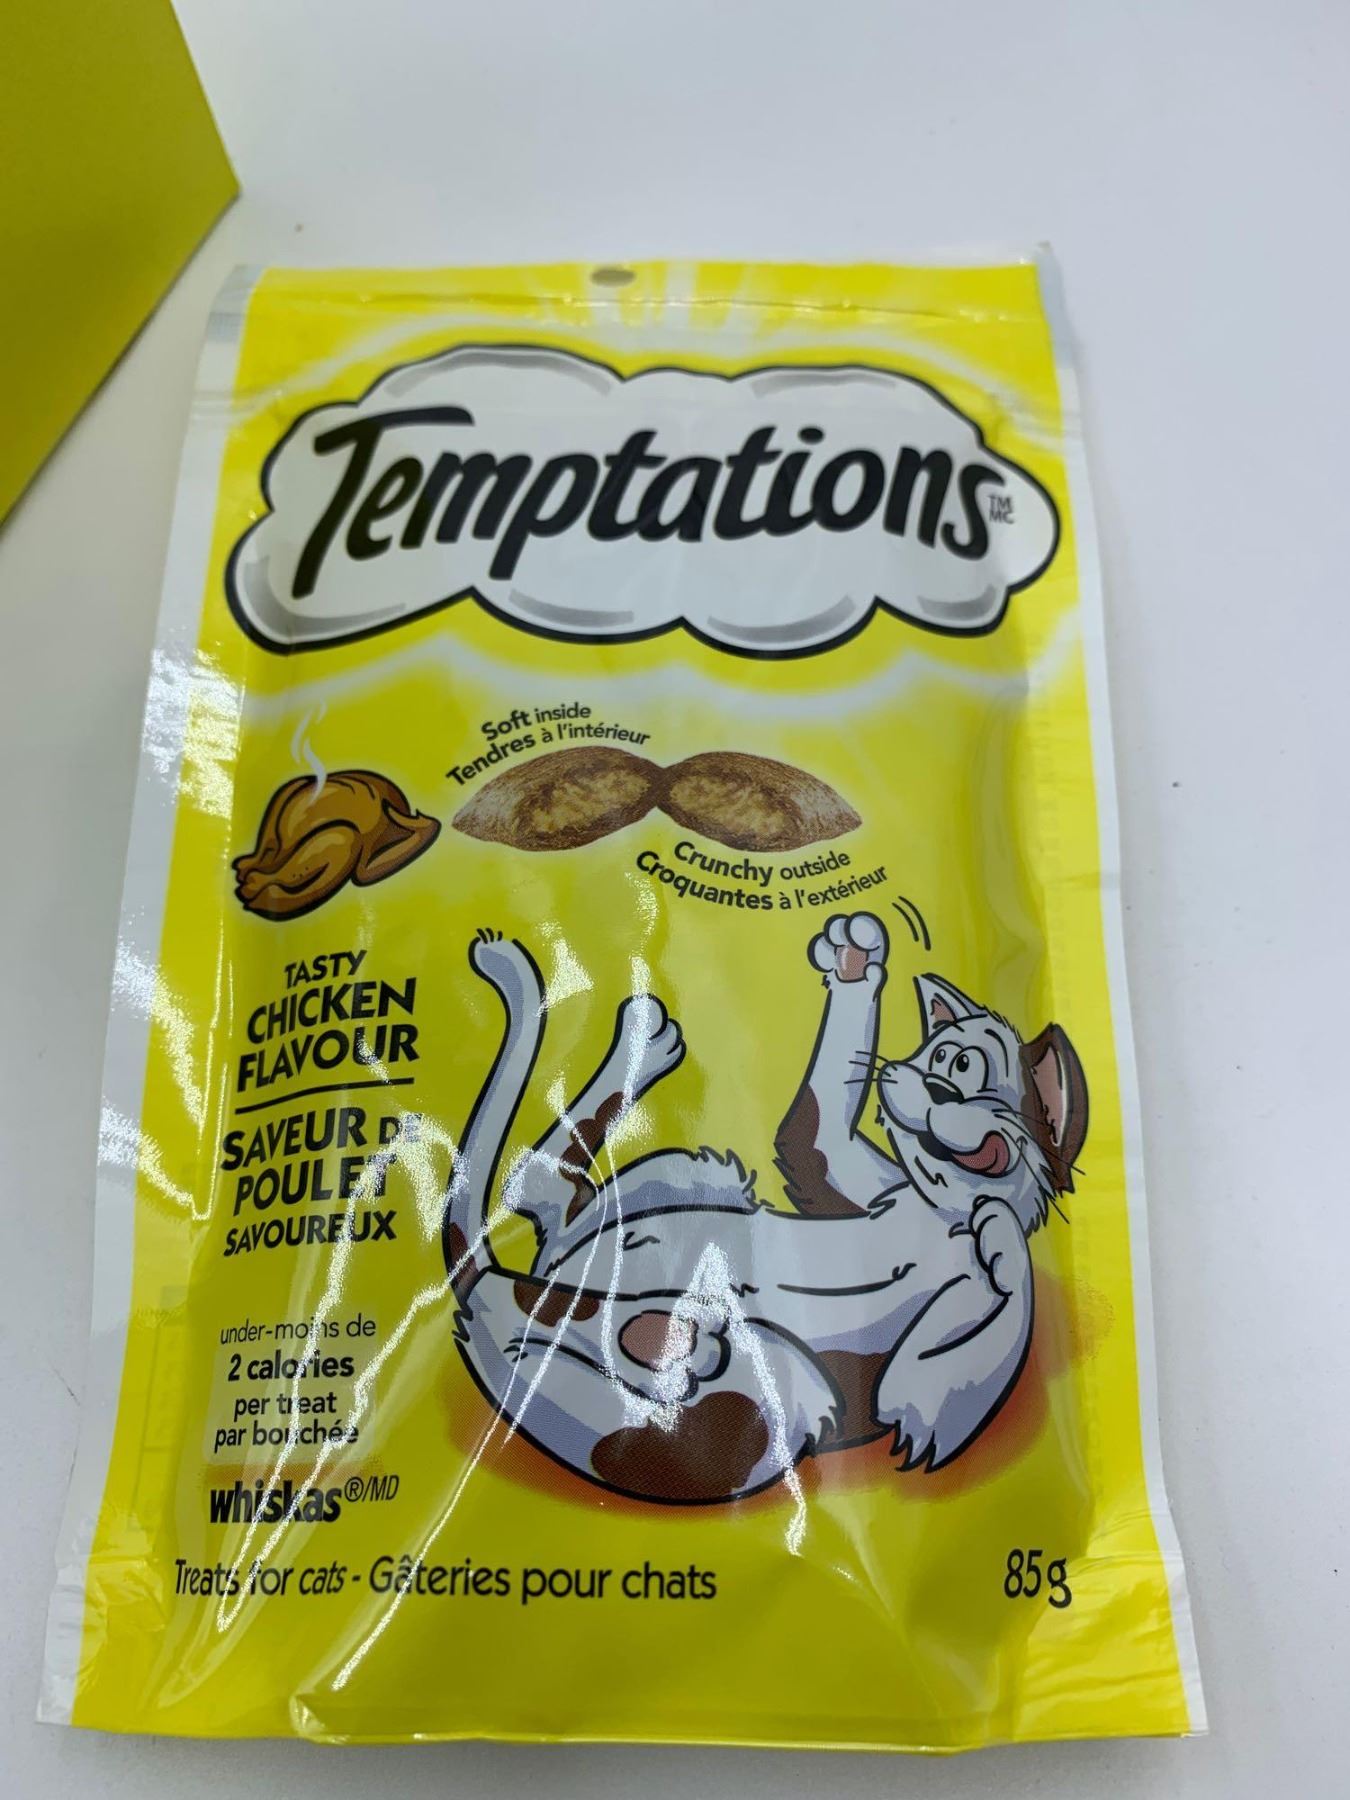 Temptations TM
MC
Soft inside
Tendres à l'intérieur
Crunchy outside
Croquantes à l'extérieur
TASTY
CHICKEN
FLAVOUR
SAVEUR DE
POULET
SAVOUREUX
under-moins de
2 calories
per treat
par bouchée
whiskas®/MD
Treats for cats - Gâteries pour chats
85g